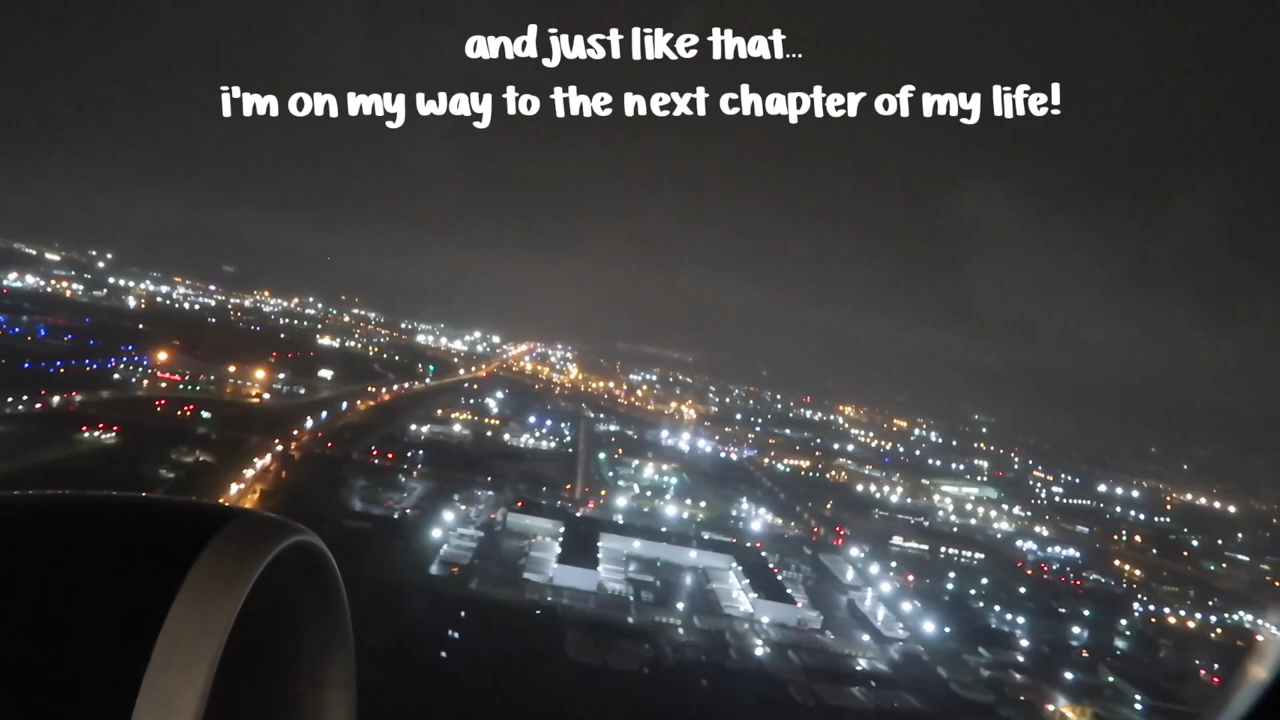 and just like that...
i'm on my way to the next chapter of my life!